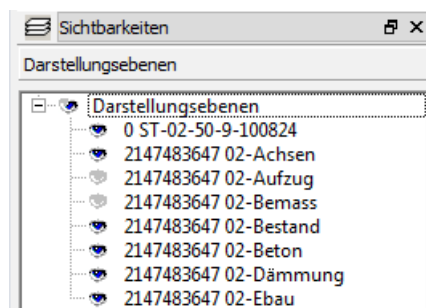 Sichtbarkeiten
Darstellungsebenen
Darstellungsebenen
0 ST-02-50-9-100824
2147483647 02-Achsen
2147483647 02-Aufzug
2147483647 02-Bemass
2147483647 02-Bestand
2147483647 02-Beton
2147483647 02-Dämmung
2147483647 02-Ebau